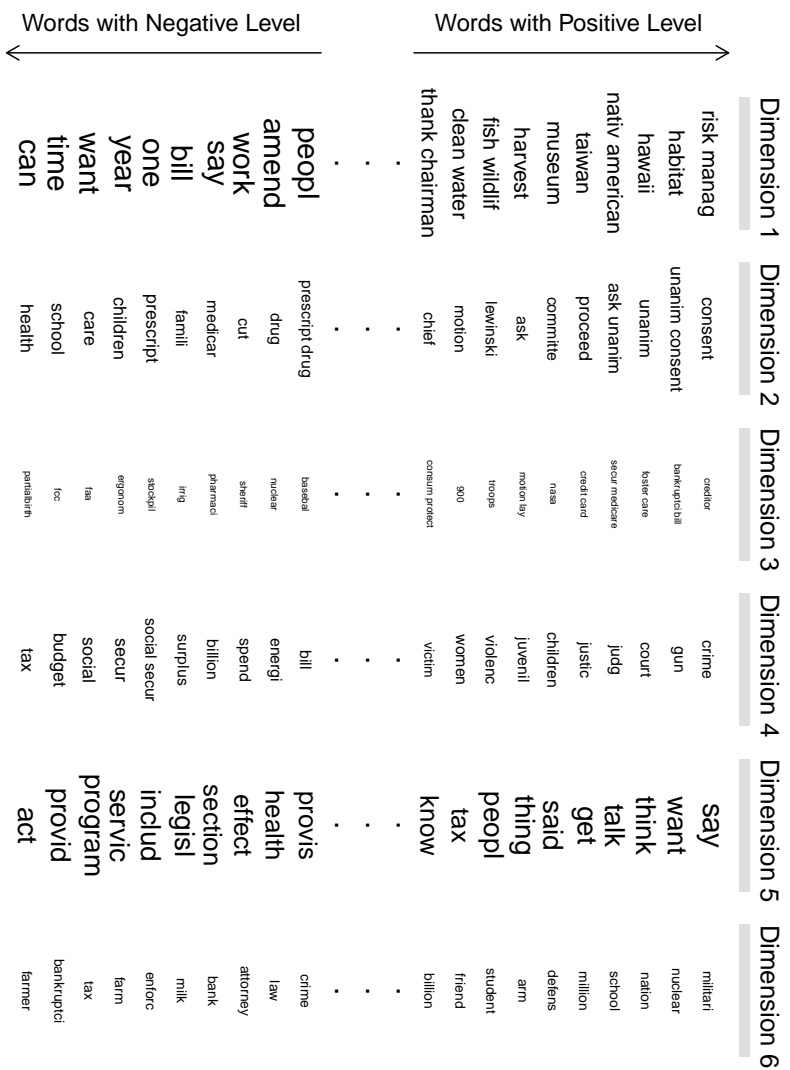 Words with Negative Level
Words with Positive Level
Dimension 1
risk manag
habitat
hawaii
nativ american
taiwan
museum
harvest
fish wildlif
clean water
thank chairman
.
.
.
peopl
amend
work
say
bill
one
year
want
time
can
Dimension 2
consent
unanim consent
unanim
ask unanim
proceed
committe
ask
lewinski
motion
chief
.
.
.
prescript drug
drug
cut
medicar
famili
prescript
children
care
school
health
Dimension 3
creditor
bankruptci bill
foster care
secur medicare
credit card
nasa
motion lay
troops
900
consum protect
.
.
.
basebal
nuclear
sheriff
pharmaci
irrig
stockpil
ergonom
faa
fcc
partialbirth
Dimension 4
crime
gun
court
judg
justic
children
juvenil
violenc
women
victim
.
.
.
bill
energi
spend
billion
surplus
social secur
secur
social
budget
tax
Dimension 5
say
want
think
talk
get
said
thing
peopl
tax
know
.
.
.
provis
health
effect
section
legisl
includ
servic
program
provid
act
Dimension 6
militari
nuclear
nation
school
million
defens
arm
student
friend
billion
.
.
.
crime
law
attorney
bank
milk
enforc
farm
tax
bankruptci
farmer